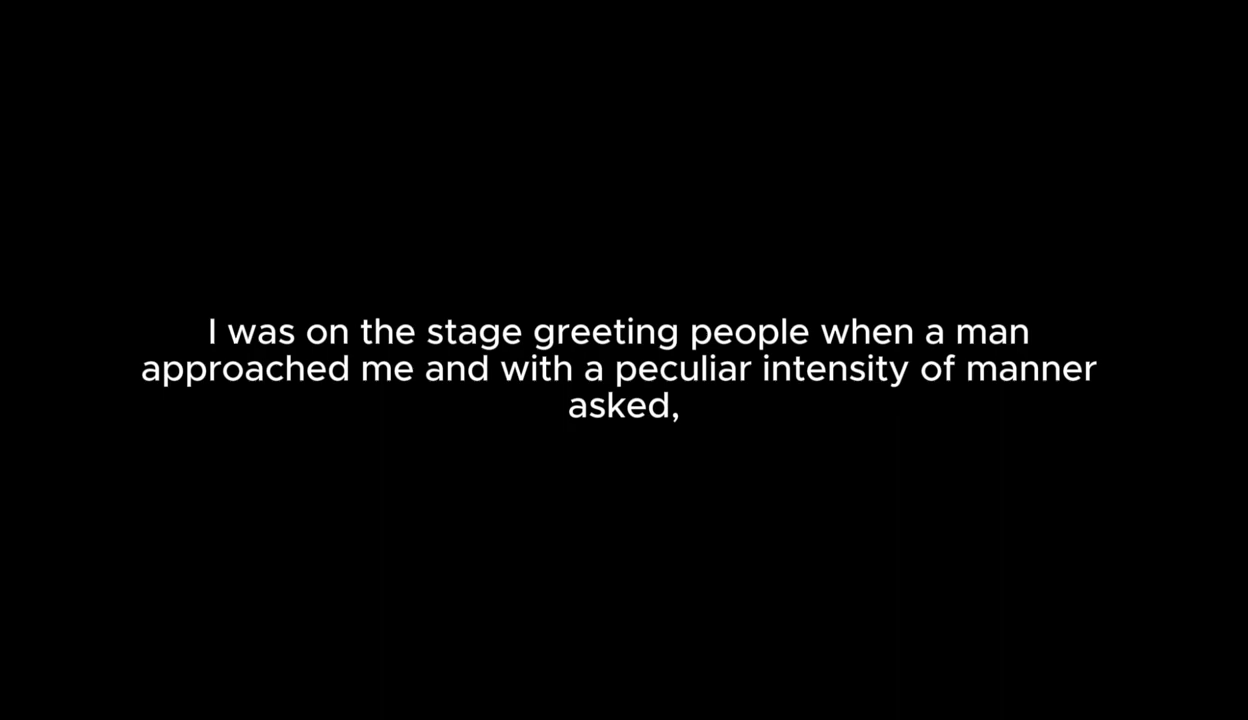 I was on the stage greeting people when a man
approached me and with a peculiar intensity of manner
asked,